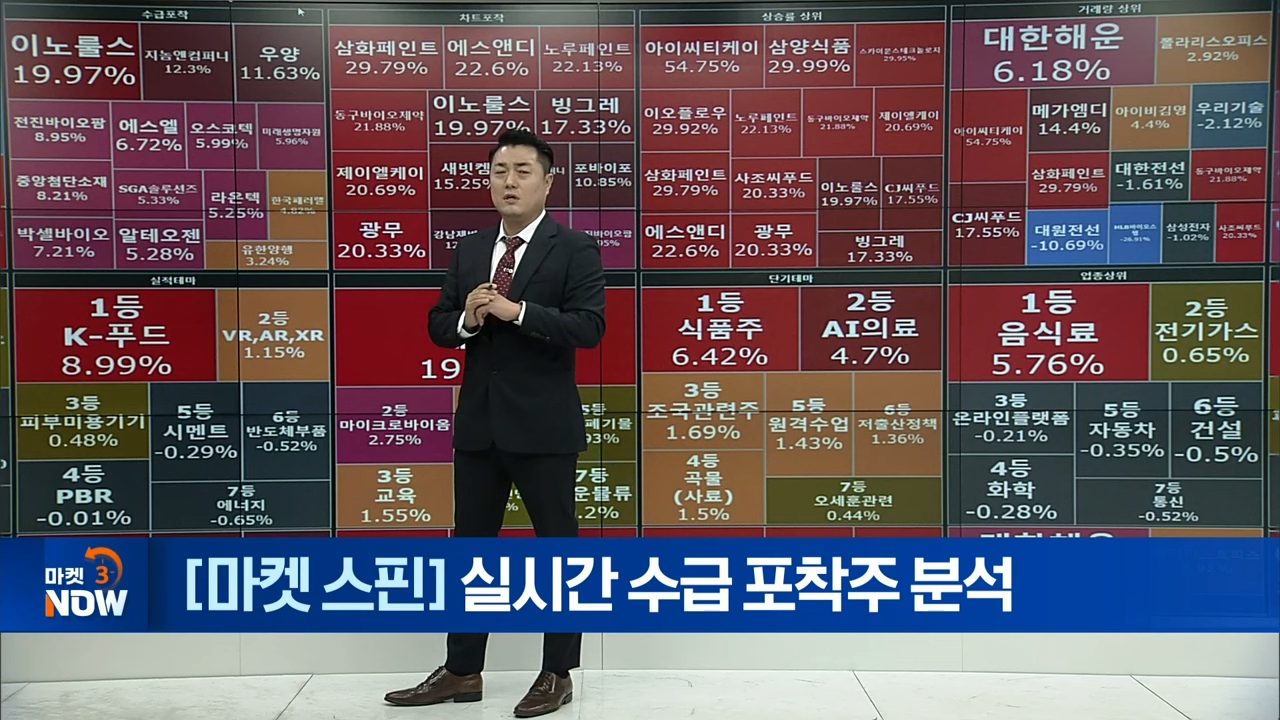 수급포착
이노룰스
19.97%
지놈앤컴퍼니
12.3%
우양
11.63%
전진바이오팜
8.95%
에스엘
6.72%
오스코텍
5.99%
미래생명자원
5.96%
중앙첨단소재
8.21%
SGA솔루션즈
5.33%
라온텍
5.25%
한국패러랠
4.82%
박셀바이오
7.21%
알테오젠
5.28%
유한양행
3.24%
차트포착
삼화페인트
29.79%
에스앤디
22.6%
노루페인트
22.13%
동구바이오제약
21.88%
이노룰스
19.97%
빙그레
17.33%
제이엘케이
20.69%
새빗켐
15.25%
포바이포
10.85%
광무
20.33%
상승률 상위
아이씨티케이
54.75%
삼양식품
29.99%
스카이문스테크놀로지
29.95%
이오플로우
29.92%
노루페인트
22.13%
동구바이오제약
21.88%
제이엘케이
20.69%
삼화페인트
29.79%
사조씨푸드
20.33%
이노룰스
19.97%
CJ씨푸드
17.55%
에스앤디
22.6%
광무
20.33%
빙그레
17.33%
거래량 상위
대한해운
6.18%
폴라리스오피스
2.92%
아이씨티케이
54.75%
메가엠디
14.4%
아이비김영
4.4%
우리기술
-2.12%
삼화페인트
29.79%
대한전선
-1.61%
동구바이오제약
21.88%
CJ씨푸드
17.55%
대원전선
-10.69%
HLB바이오스텝
-26.91%
삼성전자
-1.02%
사조씨푸드
20.33%
실적테마
1등
K-푸드
8.99%
2등
VR,AR,XR
1.15%
3등
피부미용기기
0.48%
5등
시멘트
-0.29%
6등
반도체부품
-0.52%
4등
PBR
-0.01%
7등
에너지
-0.65%
19
2등
마이크로바이옴
2.75%
3등
교육
1.55%
5등
폐기물
7등
단기테마
1등
식품주
6.42%
2등
AI의료
4.7%
3등
조국관련주
1.69%
5등
원격수업
1.43%
6등
저출산정책
1.36%
4등
곡물
(사료)
1.5%
7등
오세훈관련
0.44%
업종상위
1등
음식료
5.76%
2등
전기가스
0.65%
3등
온라인플랫폼
-0.21%
5등
자동차
-0.35%
6등
건설
-0.5%
4등
화학
-0.28%
7등
통신
-0.52%
마켓 3
NOW
[마켓 스핀] 실시간 수급 포착주 분석